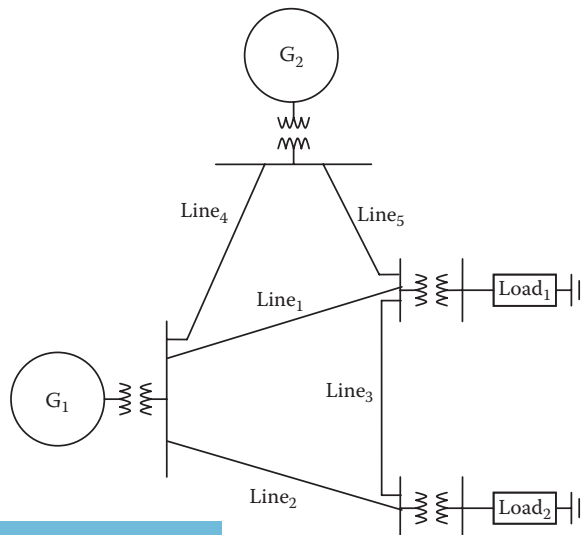 G₂
Line₄
Line₅
Line₁
Load₁
G₁
Line₃
Line₂
Load₂